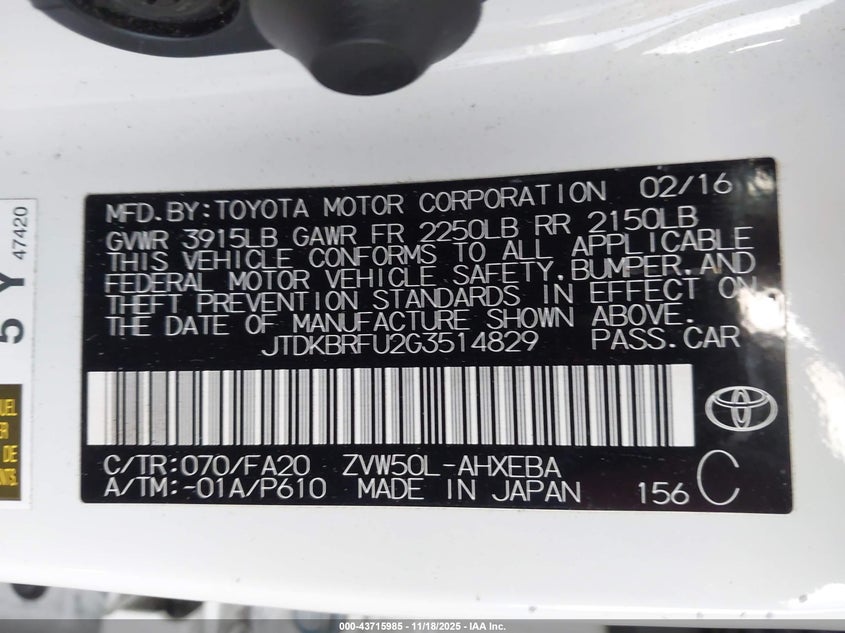 MFD.BY:TOYOTA MOTOR CORPORATION 02/16
GVWR 3915LB GAWR FR 2250LB RR 2150LB
THIS VEHICLE CONFORMS TO ALL APPLICABLE
FEDERAL MOTOR VEHICLE SAFETY,BUMPER,AND
THEFT PREVENTION STANDARDS IN EFFECT ON
THE DATE OF MANUFACTURE SHOWN ABOVE.
JTDKBRFU2G3514829 PASS.CAR
C/TR:070/FA20 ZVW50L-AHXEBA
A/TM:-01A/P610 MADE IN JAPAN 156 C
5 Y
47420
000-43715985 - 11/18/2025 - IAA Inc.